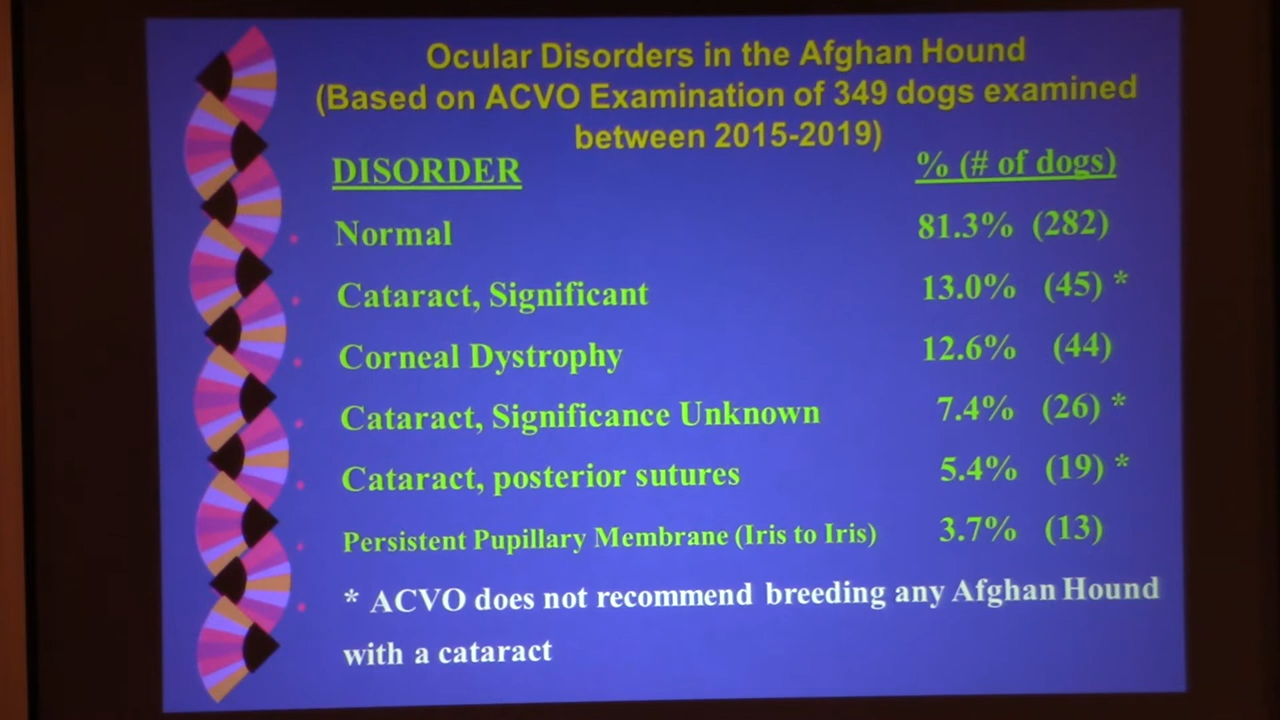 Ocular Disorders in the Afghan Hound
(Based on ACVO Examination of 349 dogs examined
between 2015-2019)
DISORDER % (# of dogs)
Normal 81.3% (282)
Cataract, Significant 13.0% (45) *
Corneal Dystrophy 12.6% (44)
Cataract, Significance Unknown 7.4% (26) *
Cataract, posterior sutures 5.4% (19) *
Persistent Pupillary Membrane (Iris to Iris) 3.7% (13)
* ACVO does not recommend breeding any Afghan Hound
with a cataract